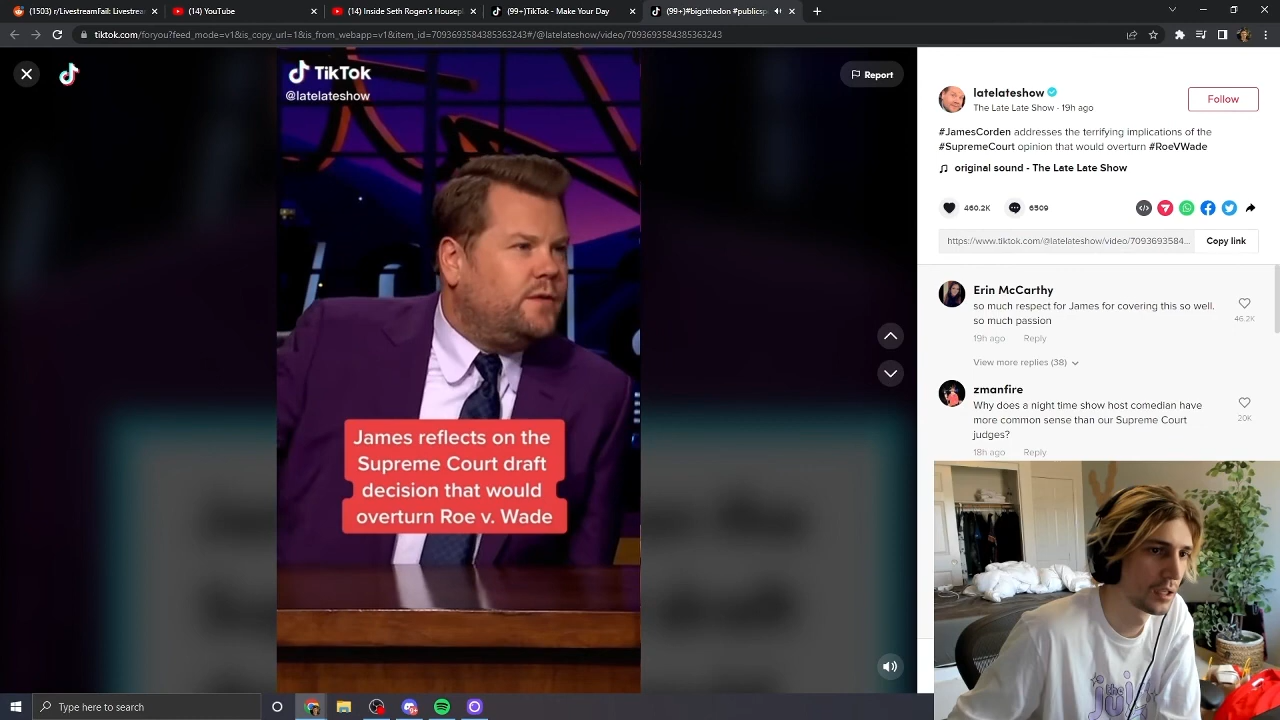 (1503) r/LivestreamFail: Livestrea
(14) YouTube
(14) Inside Seth Rogen's Housep
(99+)TikTok - Make Your Day
(99+)#bigcthedon #publicsp
tiktok.com/foryou?feed_mode=v1&is_copy_url=1&is_from_webapp=v1&item_id=7093693584385363243#/@latelateshow/video/7093693584385363243
TikTok
@latelateshow
Report
James reflects on the
Supreme Court draft
decision that would
overturn Roe v. Wade
latelateshow
The Late Late Show · 19h ago
Follow
#JamesCorden addresses the terrifying implications of the
#SupremeCourt opinion that would overturn #RoeVWade
original sound - The Late Late Show
460.2K
6509
https://www.tiktok.com/@latelateshow/video/7093693584...
Copy link
Erin McCarthy
so much respect for James for covering this so well.
so much passion
46.2K
19h ago Reply
View more replies (38)
zmanfire
Why does a night time show host comedian have
more common sense than our Supreme Court
judges?
20K
18h ago Reply
Type here to search